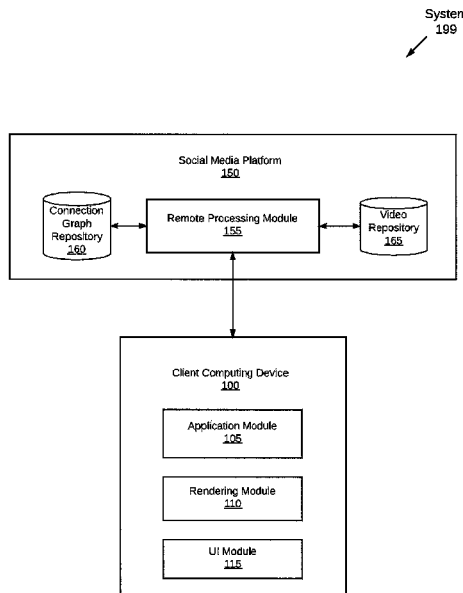 System
199
Social Media Platform
150
Connection
Graph
Repository
160
Remote Processing Module
155
Video
Repository
165
Client Computing Device
100
Application Module
105
Rendering Module
110
UI Module
115